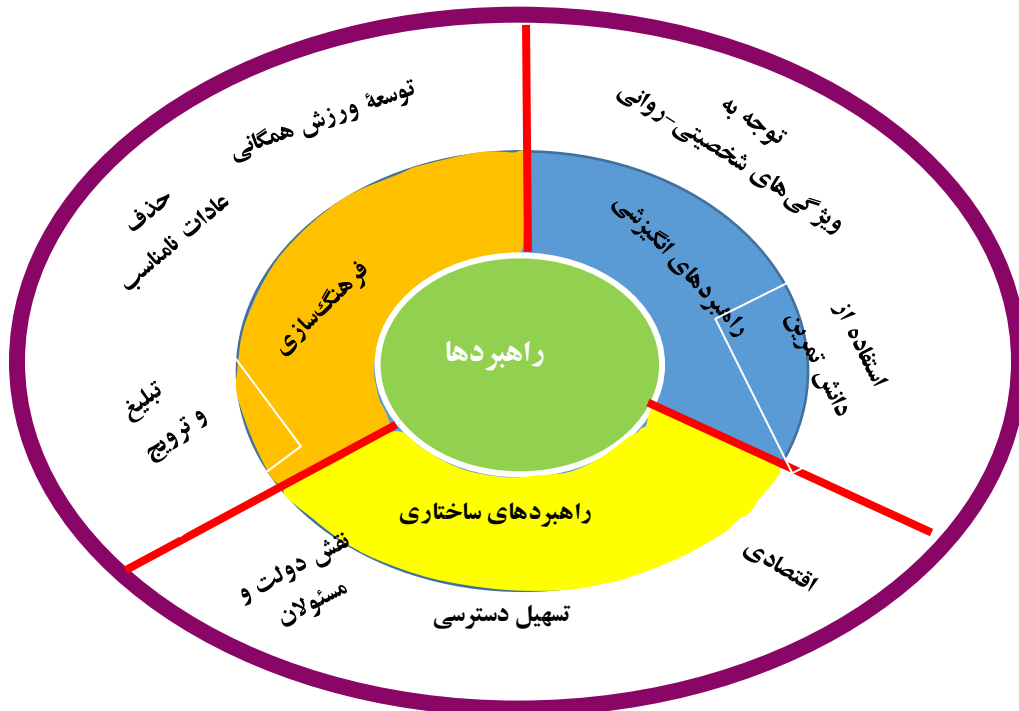 راهبردها
راهبردهای انگیزشی
توجه به
ویژگی‌های شخصیتی-روانی
استفاده از
دانش تمرین
راهبردهای ساختاری
اقتصادی
تسهیل دسترسی
نقش دولت و
مسئولان
فرهنگ‌سازی
توسعهٔ ورزش همگانی
حذف
عادات نامناسب
تبلیغ
و ترویج